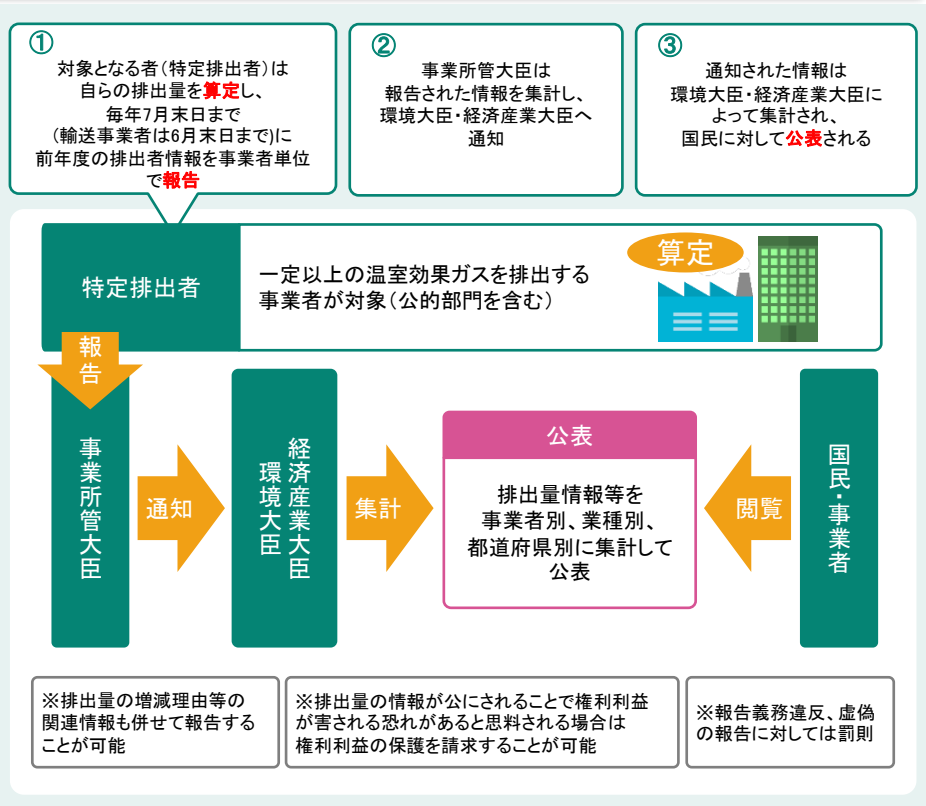 ①
対象となる者（特定排出者）は
自らの排出量を算定し、
毎年7月末日まで
(輸送事業者は6月末日まで)に
前年度の排出者情報を事業者単位
で報告
②
事業所管大臣は
報告された情報を集計し、
環境大臣・経済産業大臣へ
通知
③
通知された情報は
環境大臣・経済産業大臣に
よって集計され、
国民に対して公表される
特定排出者
一定以上の温室効果ガスを排出する
事業者が対象（公的部門を含む）
算定
報告
事業所管大臣
通知
経済産業大臣
環境大臣
集計
公表
排出量情報等を
事業者別、業種別、
都道府県別に集計して
公表
閲覧
国民・事業者
※排出量の増減理由等の
関連情報も併せて報告する
ことが可能
※排出量の情報が公にされることで権利利益
が害される恐れがあると思料される場合は
権利利益の保護を請求することが可能
※報告義務違反、虚偽
の報告に対しては罰則